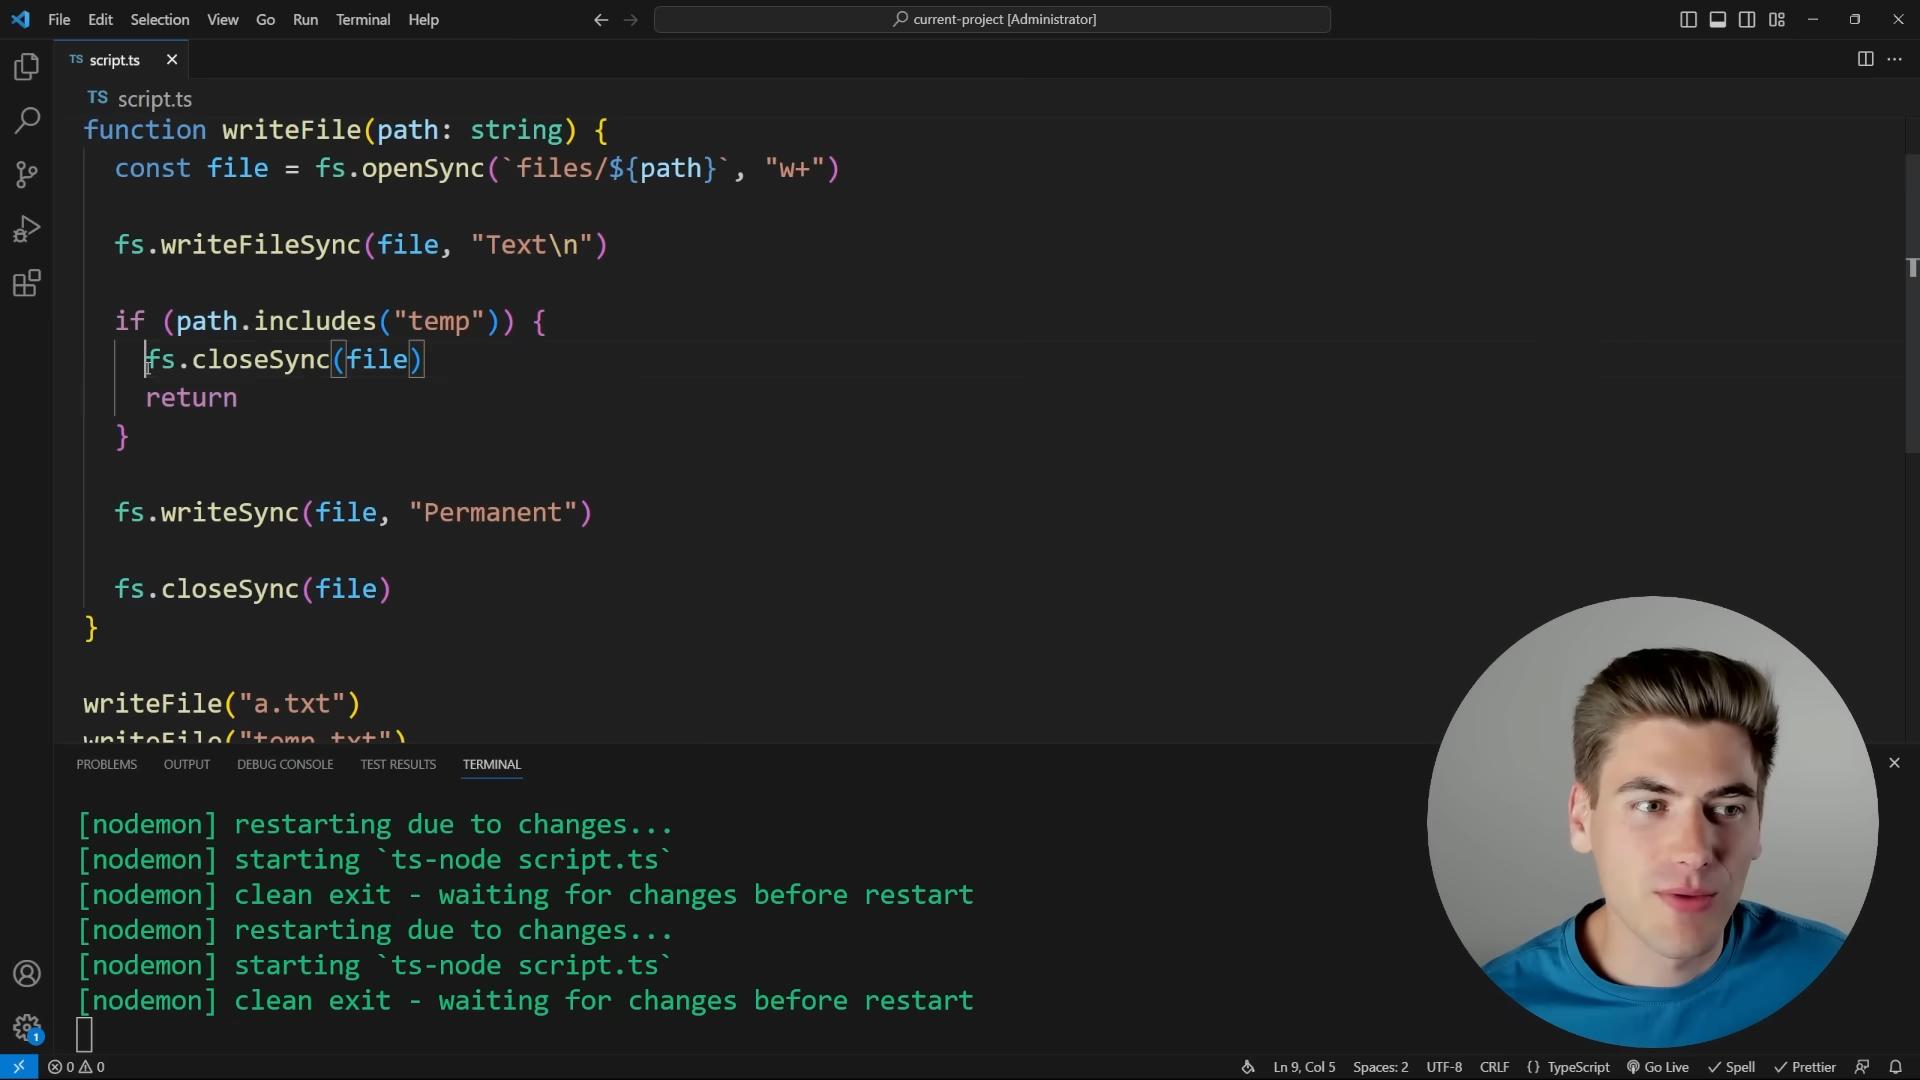 File Edit Selection View Go Run Terminal Help
current-project [Administrator]
TS script.ts
TS script.ts
function writeFile(path: string) {
const file = fs.openSync(`files/${path}`, "w+")
fs.writeFileSync(file, "Text\n")
if (path.includes("temp")) {
fs.closeSync(file)
return
}
fs.writeSync(file, "Permanent")
fs.closeSync(file)
}
writeFile("a.txt")
writeFile("temp.txt")
PROBLEMS OUTPUT DEBUG CONSOLE TEST RESULTS TERMINAL
[nodemon] restarting due to changes...
[nodemon] starting `ts-node script.ts`
[nodemon] clean exit - waiting for changes before restart
[nodemon] restarting due to changes...
[nodemon] starting `ts-node script.ts`
[nodemon] clean exit - waiting for changes before restart
1
0 0 Ln 9, Col 5 Spaces: 2 UTF-8 CRLF {} TypeScript Go Live Spell Prettier